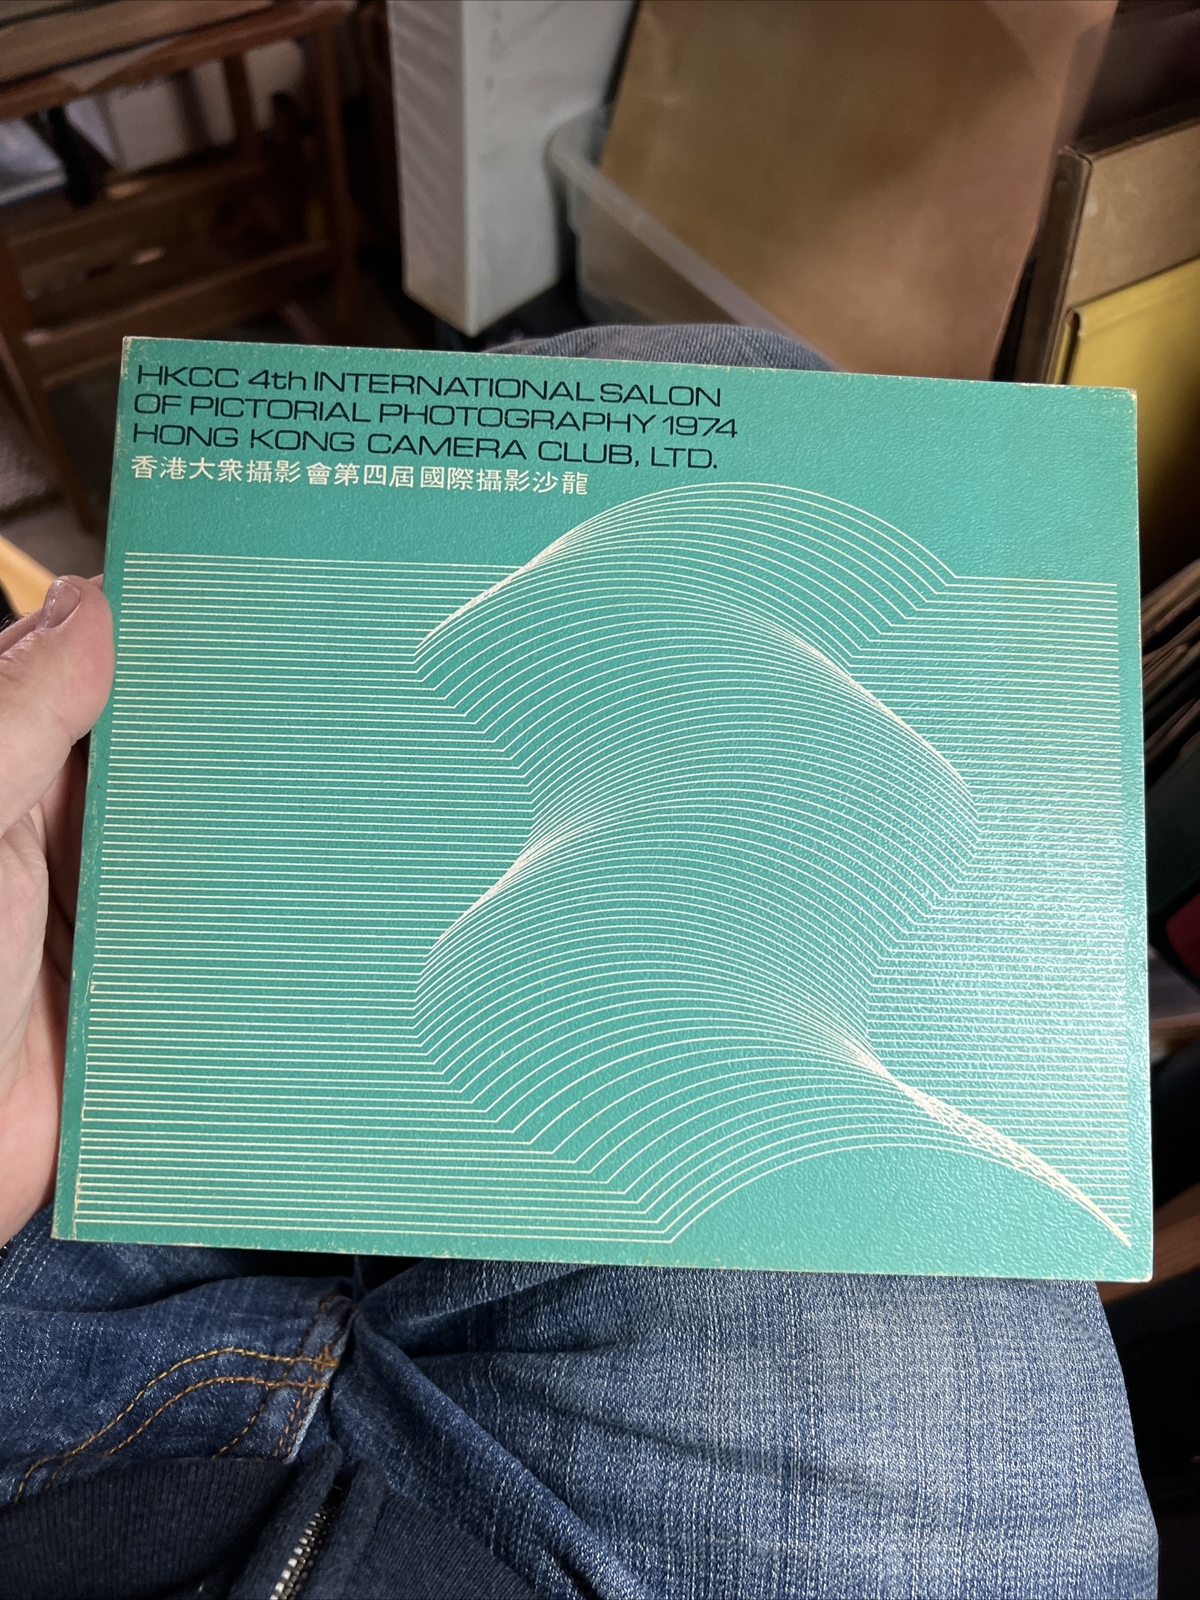 HKCC 4th INTERNATIONAL SALON
OF PICTORIAL PHOTOGRAPHY 1974
HONG KONG CAMERA CLUB, LTD.
香港大衆攝影會第四屆國際攝影沙龍